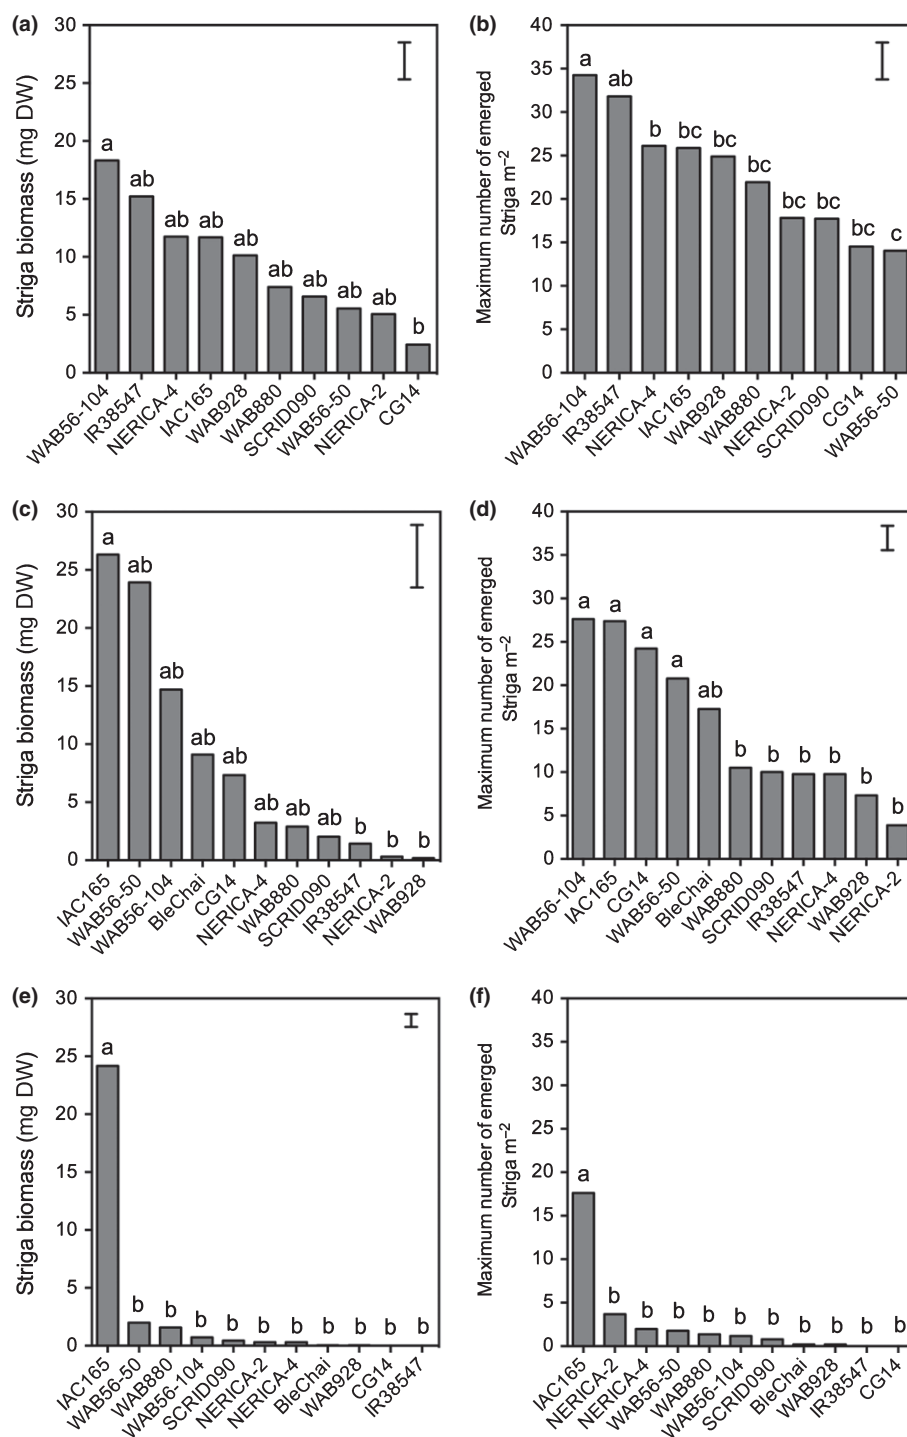 (a)
30
25
20
15
10
5
0
Striga biomass (mg DW)
a
ab
ab
ab
ab
ab
ab
ab
ab
b
WAB56-104
IR38547
NERICA-4
IAC165
WAB928
WAB880
SCRID090
WAB56-50
NERICA-2
CG14
(b)
40
35
30
25
20
15
10
5
0
Maximum number of emerged
Striga m⁻²
a
ab
b
bc
bc
bc
bc
bc
bc
c
WAB56-104
IR38547
NERICA-4
IAC165
WAB928
WAB880
NERICA-2
SCRID090
CG14
WAB56-50
(c)
30
25
20
15
10
5
0
Striga biomass (mg DW)
a
ab
ab
ab
ab
ab
ab
ab
b
b
b
IAC165
WAB56-50
WAB56-104
BleChai
CG14
NERICA-4
WAB880
SCRID090
IR38547
NERICA-2
WAB928
(d)
40
35
30
25
20
15
10
5
0
Maximum number of emerged
Striga m⁻²
a
a
a
a
ab
b
b
b
b
b
b
WAB56-104
IAC165
CG14
WAB56-50
BleChai
WAB880
SCRID090
IR38547
NERICA-4
WAB928
NERICA-2
(e)
30
25
20
15
10
5
0
Striga biomass (mg DW)
a
b
b
b
b
b
b
b
b
b
b
IAC165
WAB56-50
WAB880
WAB56-104
SCRID090
NERICA-2
NERICA-4
BleChai
WAB928
CG14
IR38547
(f)
40
35
30
25
20
15
10
5
0
Maximum number of emerged
Striga m⁻²
a
b
b
b
b
b
b
b
b
b
b
IAC165
NERICA-2
NERICA-4
WAB56-50
WAB880
WAB56-104
SCRID090
BleChai
WAB928
IR38547
CG14